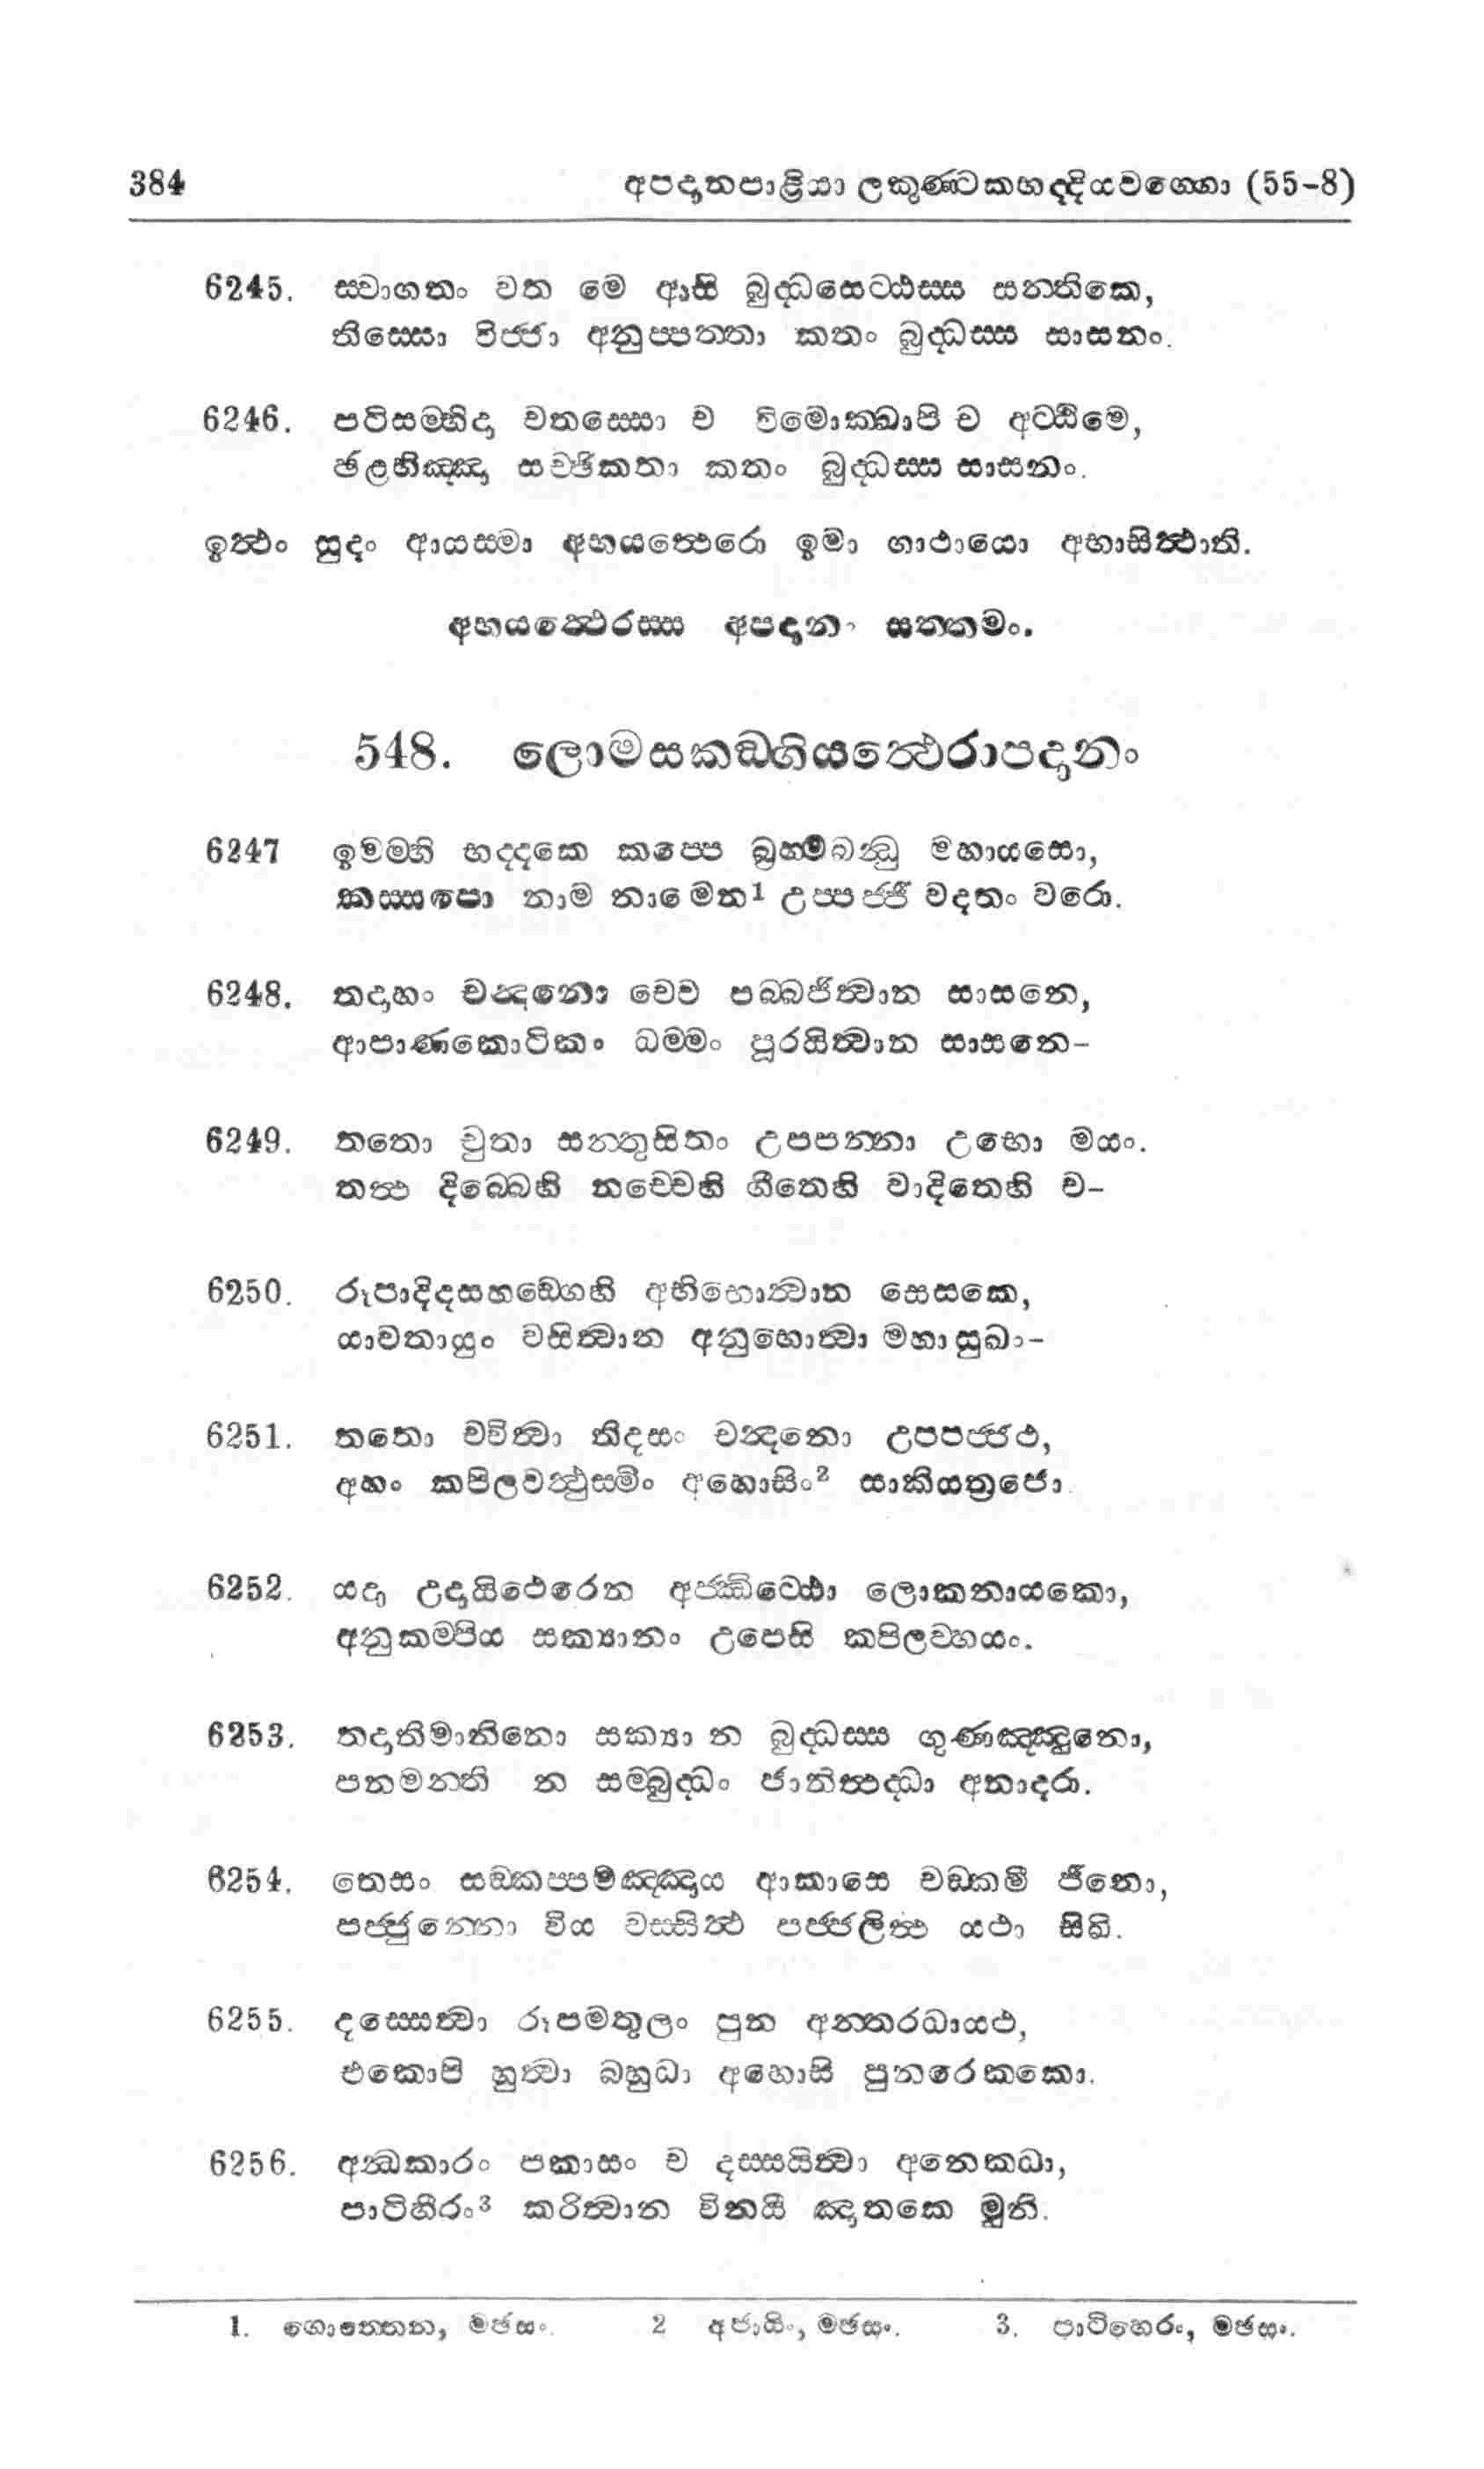 384 අපදානපාළියා ලකුණ්ටකභද්දියවග්ගො (55-8)
6245. ස්වාගතං වත මෙ ආසි බුද්ධසෙට්ඨස්ස සන්තිකෙ,
තිස්සො විජ්ජා අනුප්පත්තා කතං බුද්ධස්ස සාසනං.
6246. පටිසම්භිදා චතස්සො ච විමොක්ඛාපි ච අට්ඨිමෙ,
ඡළභිඤ්ඤා සච්ඡිකතා කතං බුද්ධස්ස සාසනං.
ඉත්ථං සුදං ආයස්මා අභයත්ථෙරො ඉමා ගාථායො අභාසිත්ථාති.
අභයත්ථෙරස්ස අපදානං සත්තමං.
548. ලොමසකඞ්ගියත්ථෙරාපදානං
6247 ඉමම්හි භද්දකෙ කප්පෙ බ්‍රහ්මබන්ධු මහායසො,
කස්සපො නාම නාමෙන1 උප්පජ්ජි වදතං වරො.
6248. තදාහං චන්දනො චෙව පබ්බජිත්වාන සාසනෙ,
ආපාණකොටිකං ධම්මං පූරයිත්වාන සාසනෙ-
6249. තතො චුතා සන්තුසිතං උපපන්නා උභො මයං.
තත්ථ දිබ්බෙහි නච්චෙහි ගීතෙහි වාදිතෙහි ච-
6250. රූපාදිදසහඞ්ගෙහි අභිභොත්වාන සෙසකෙ,
යාවතායුං වසිත්වාන අනුභොත්වා මහාසුඛං-
6251. තතො චවිත්වා තිදසං චන්දනො උපපජ්ජථ,
අහං කපිලවත්ථුස්මිං අහොසිං2 සාකියත්‍රජො.
6252. යදා උදායිථෙරෙන අජ්ඣිට්ඨො ලොකනායකො,
අනුකම්පිය සක්‍යානං උපෙසි කපිලව්හයං.
6253. තදාතිමානිනො සක්‍යා න බුද්ධස්ස ගුණඤ්ඤුනො,
පනමන්ති න සම්බුද්ධං ජාතිත්ථද්ධා අනාදරා.
6254. තෙසං සඞ්කප්පමඤ්ඤාය ආකාසෙ චඞ්කමී ජිනො,
පජ්ජුන්නො විය වස්සිත්ථ පජ්ජලිත්ථ යථා සිඛි.
6255. දස්සෙත්වා රූපමතුලං පුන අන්තරධායථ,
එකොපි හුත්වා බහුධා අහොසි පුනරෙකකො.
6256. අන්ධකාරං පකාසං ච දස්සයිත්වා අනෙකධා,
පාටිහීරං3 කරිත්වාන විනයී ඤාතකෙ මුනි.
1. ගොත්තෙන, මඡසං. 2 අජායිං, මඡසං. 3. පාටිහෙරං, මඡසං.